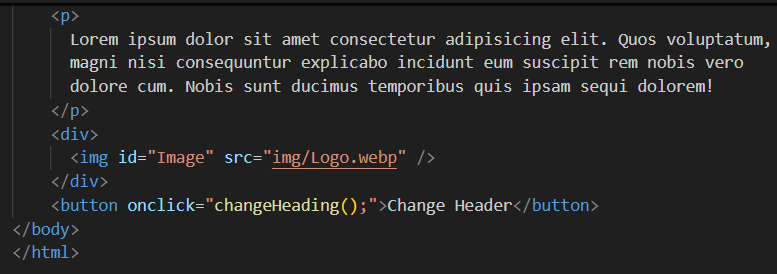 <p>
Lorem ipsum dolor sit amet consectetur adipisicing elit. Quos voluptatum,
magni nisi consequuntur explicabo incidunt eum suscipit rem nobis vero
dolore cum. Nobis sunt ducimus temporibus quis ipsam sequi dolorem!
</p>
<div>
<img id="Image" src="img/Logo.webp" />
</div>
<button onclick="changeHeading();">Change Header</button>
</body>
</html>